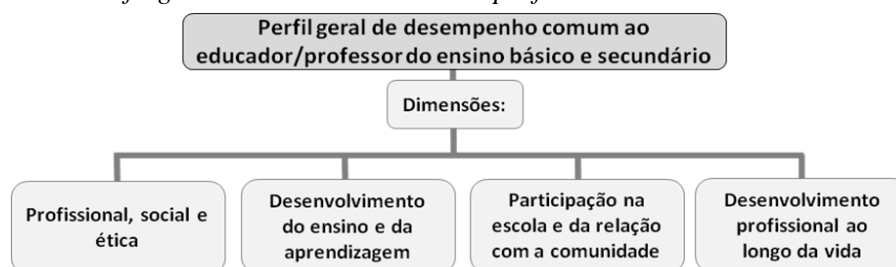 Perfil geral de desempenho comum ao
educador/professor do ensino básico e secundário
Dimensões:
Profissional, social e
ética
Desenvolvimento
do ensino e da
aprendizagem
Participação na
escola e da relação
com a comunidade
Desenvolvimento
profissional ao
longo da vida